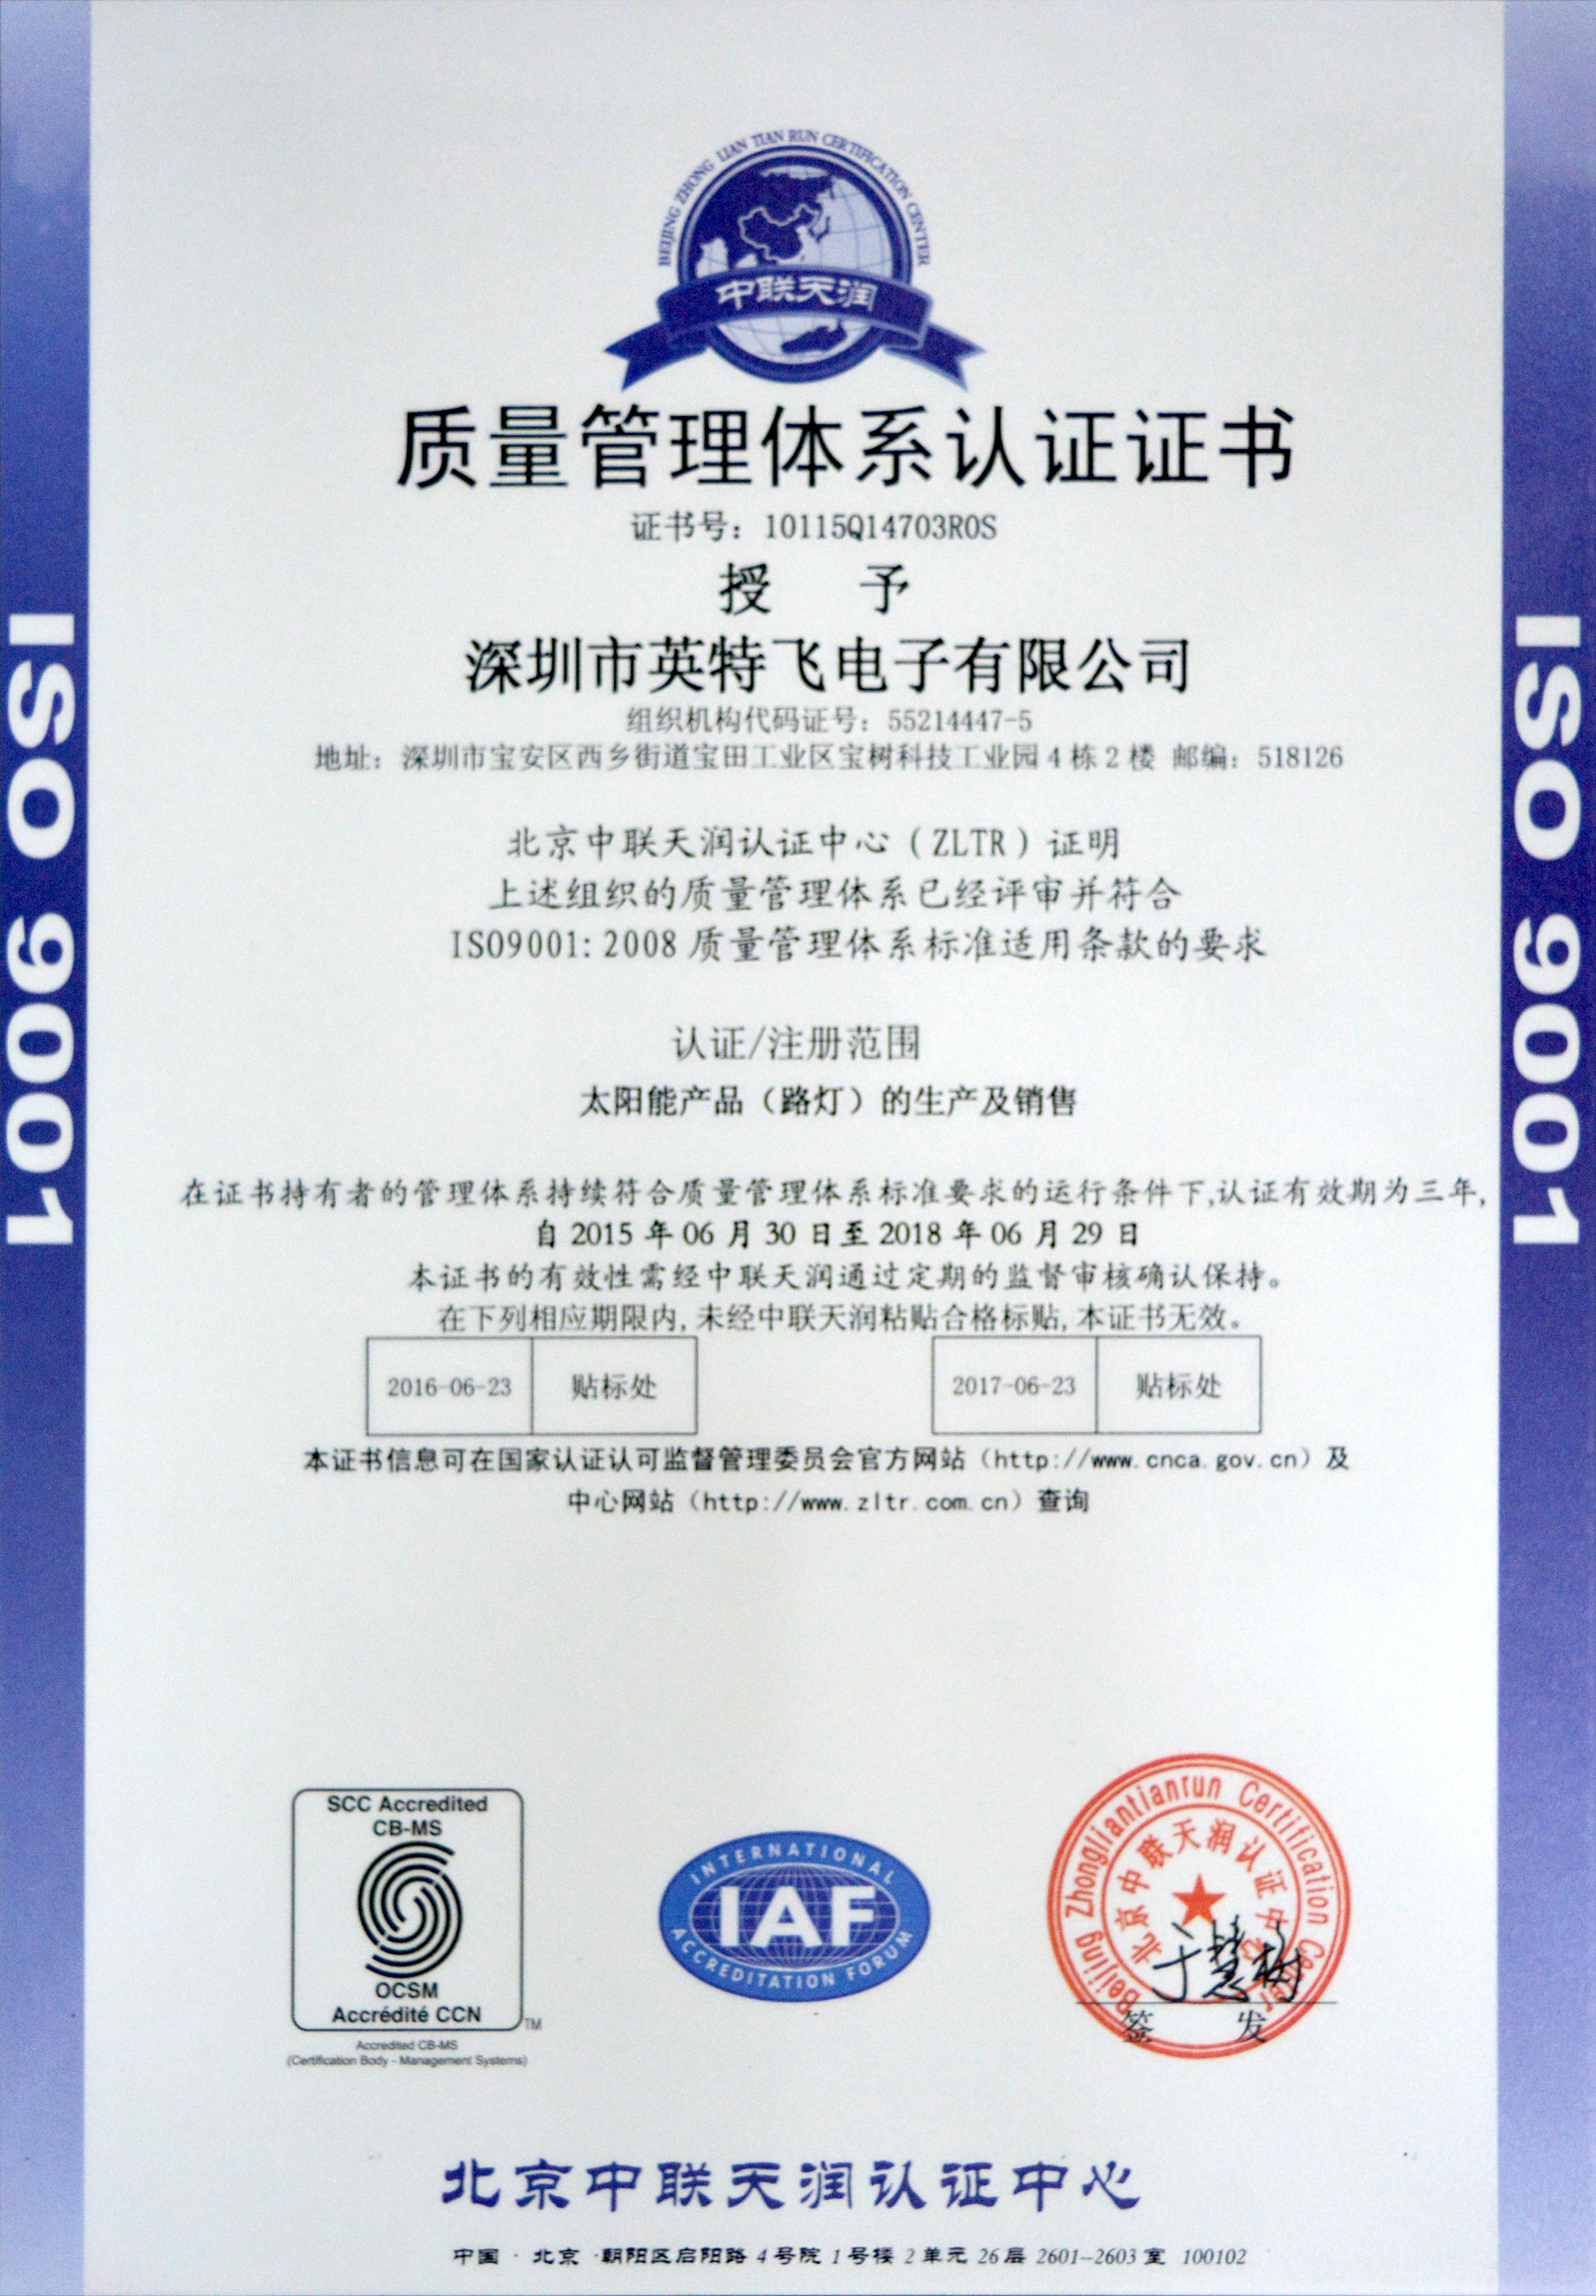 BEIJING ZHONG LIAN TIAN RUN CERTIFICATION CENTER
中联天润
质量管理体系认证证书
证书号：10115Q14703R0S
授 予
深圳市英特飞电子有限公司
组织机构代码证号：55214447-5
地址：深圳市宝安区西乡街道宝田工业区宝树科技工业园4栋2楼 邮编：518126
北京中联天润认证中心（ZLTR）证明
上述组织的质量管理体系已经评审并符合
ISO9001:2008 质量管理体系标准适用条款的要求
认证/注册范围
太阳能产品（路灯）的生产及销售
在证书持有者的管理体系持续符合质量管理体系标准要求的运行条件下,认证有效期为三年,
自 2015 年 06 月 30 日至 2018 年 06 月 29 日
本证书的有效性需经中联天润通过定期的监督审核确认保持。
在下列相应期限内,未经中联天润粘贴合格标贴,本证书无效。
2016-06-23 贴标处 2017-06-23 贴标处
本证书信息可在国家认证认可监督管理委员会官方网站（http://www.cnca.gov.cn）及
中心网站（http://www.zltr.com.cn）查询
ISO 9001
ISO 9001
SCC Accredited
CB-MS
OCSM
Accrédité CCN
TM
Accredited CB-MS
(Certification Body - Management Systems)
INTERNATIONAL
IAF
ACCREDITATION FORUM
Beijing Zhongliantianrun Certification Center
北京中联天润认证中心
于慧梅
签 发
北京中联天润认证中心
中国 · 北京 ·朝阳区启阳路 4 号院 1 号楼 2 单元 26 层 2601--2603 室 100102